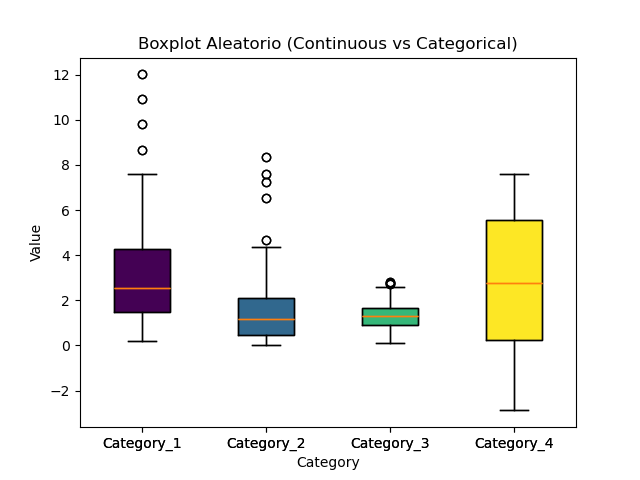 Boxplot Aleatorio (Continuous vs Categorical)
12
10
8
6
4
2
0
−2
Value
Category_1 Category_2 Category_3 Category_4
Category